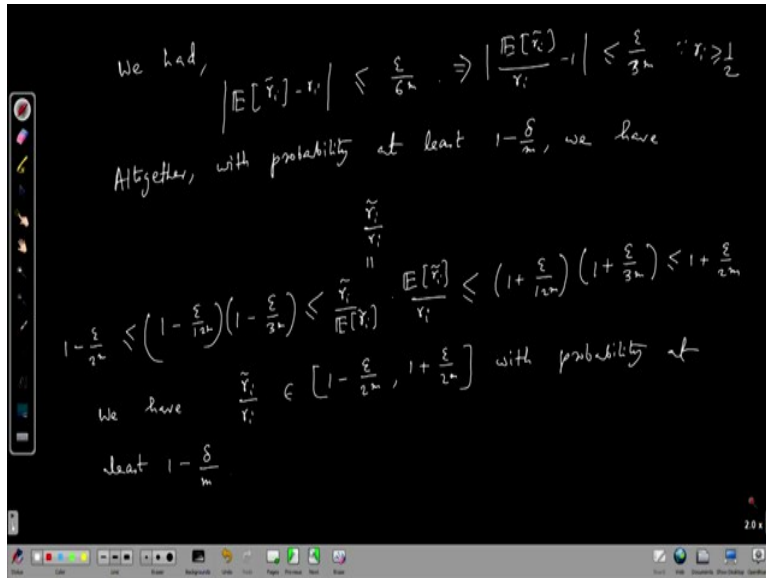 We had,
|𝔼[r̃ᵢ] - rᵢ| ≤ ε/6m . ⇒ |𝔼[r̃ᵢ]/rᵢ - 1| ≤ ε/3m ∵ rᵢ ≥ 1/2
Altogether, with probability at least 1 - δ/m, we have
r̃ᵢ/rᵢ
=
1 - ε/2m ≤ (1 - ε/12m)(1 - ε/3m) ≤ r̃ᵢ/𝔼[r̃ᵢ] · 𝔼[r̃ᵢ]/rᵢ ≤ (1 + ε/12m)(1 + ε/3m) ≤ 1 + ε/2m
We have r̃ᵢ/rᵢ ∈ [1 - ε/2m, 1 + ε/2m] with probability at
least 1 - δ/m.
2.0 x